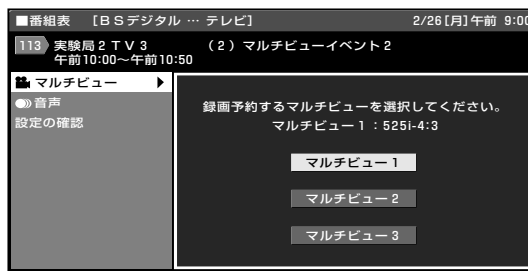 ■番組表 [BSデジタル … テレビ] 2/26[月]午前 9:00
113 実験局2TV3 (2)マルチビューイベント2
午前10:00~午前10:50
マルチビュー
音声
設定の確認
録画予約するマルチビューを選択してください。
マルチビュー1:525i-4:3
マルチビュー1
マルチビュー2
マルチビュー3